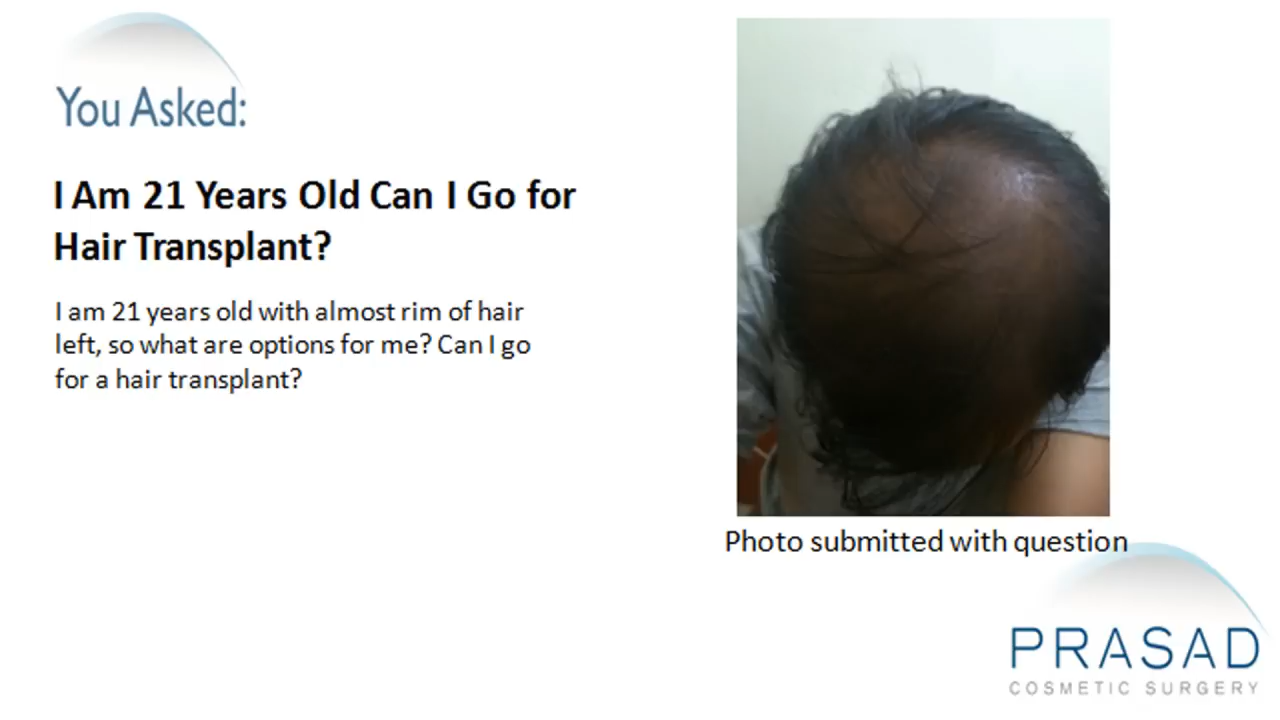 You Asked:
I Am 21 Years Old Can I Go for
Hair Transplant?
I am 21 years old with almost rim of hair
left, so what are options for me? Can I go
for a hair transplant?
Photo submitted with question
PRASAD
COSMETIC SURGERY